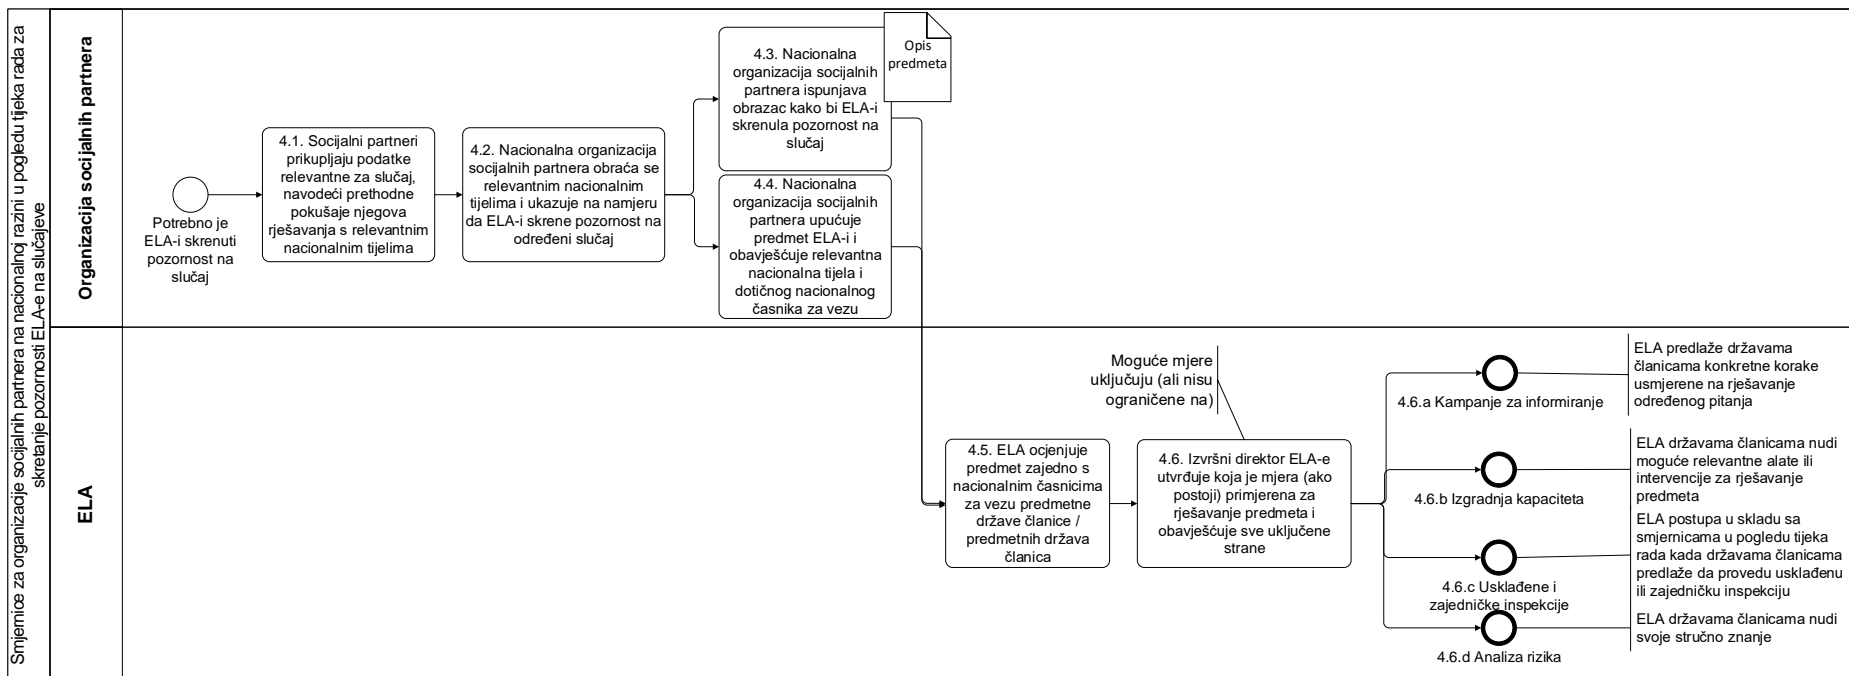 Smjernice za organizacije socijalnih partnera na nacionalnoj razini u pogledu tijeka rada za
skretanje pozornosti ELA-e na slučajeve
Organizacija socijalnih partnera
Potrebno je
ELA-i skrenuti
pozornost na
slučaj
4.1. Socijalni partneri
prikupljaju podatke
relevantne za slučaj,
navodeći prethodne
pokušaje njegova
rješavanja s relevantnim
nacionalnim tijelima
4.2. Nacionalna organizacija
socijalnih partnera obraća se
relevantnim nacionalnim
tijelima i ukazuje na namjeru
da ELA-i skrene pozornost na
određeni slučaj
4.3. Nacionalna
organizacija socijalnih
partnera ispunjava
obrazac kako bi ELA-i
skrenula pozornost na
slučaj
Opis
predmeta
4.4. Nacionalna
organizacija socijalnih
partnera upućuje
predmet ELA-i i
obavješćuje relevantna
nacionalna tijela i
dotičnog nacionalnog
časnika za vezu
ELA
4.5. ELA ocjenjuje
predmet zajedno s
nacionalnim časnicima
za vezu predmetne
države članice /
predmetnih država
članica
Moguće mjere
uključuju (ali nisu
ograničene na)
4.6. Izvršni direktor ELA-e
utvrđuje koja je mjera (ako
postoji) primjerena za
rješavanje predmeta i
obavješćuje sve uključene
strane
4.6.a Kampanje za informiranje
ELA predlaže državama
članicama konkretne korake
usmjerene na rješavanje
određenog pitanja
4.6.b Izgradnja kapaciteta
ELA državama članicama nudi
moguće relevantne alate ili
intervencije za rješavanje
predmeta
4.6.c Usklađene i
zajedničke inspekcije
ELA postupa u skladu sa
smjernicama u pogledu tijeka
rada kada državama članicama
predlaže da provedu usklađenu
ili zajedničku inspekciju
4.6.d Analiza rizika
ELA državama članicama nudi
svoje stručno znanje